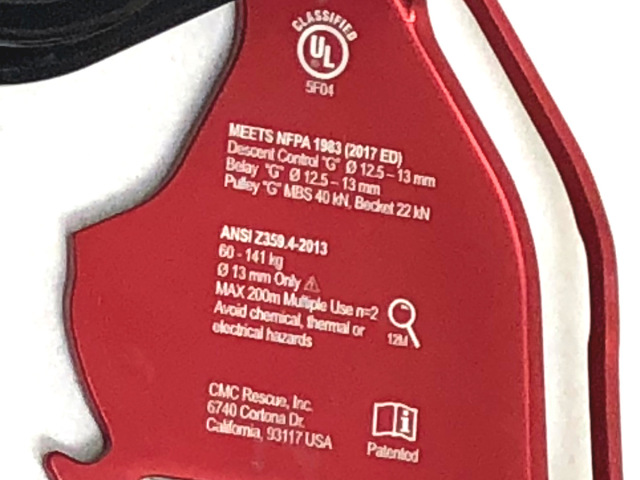 CLASSIFIED
UL
®
5F04
MEETS NFPA 1983 (2017 ED)
Descent Control "G" Ø 12.5 – 13 mm
Belay "G" Ø 12.5 – 13 mm
Pulley "G" MBS 40 kN, Becket 22 kN
ANSI Z359.4-2013
60 - 141 kg
Ø 13 mm Only ⚠
MAX 200m Multiple Use n=2
Avoid chemical, thermal or
electrical hazards
12M
CMC Rescue, Inc.
6740 Cortona Dr.
California, 93117 USA
i
Patented